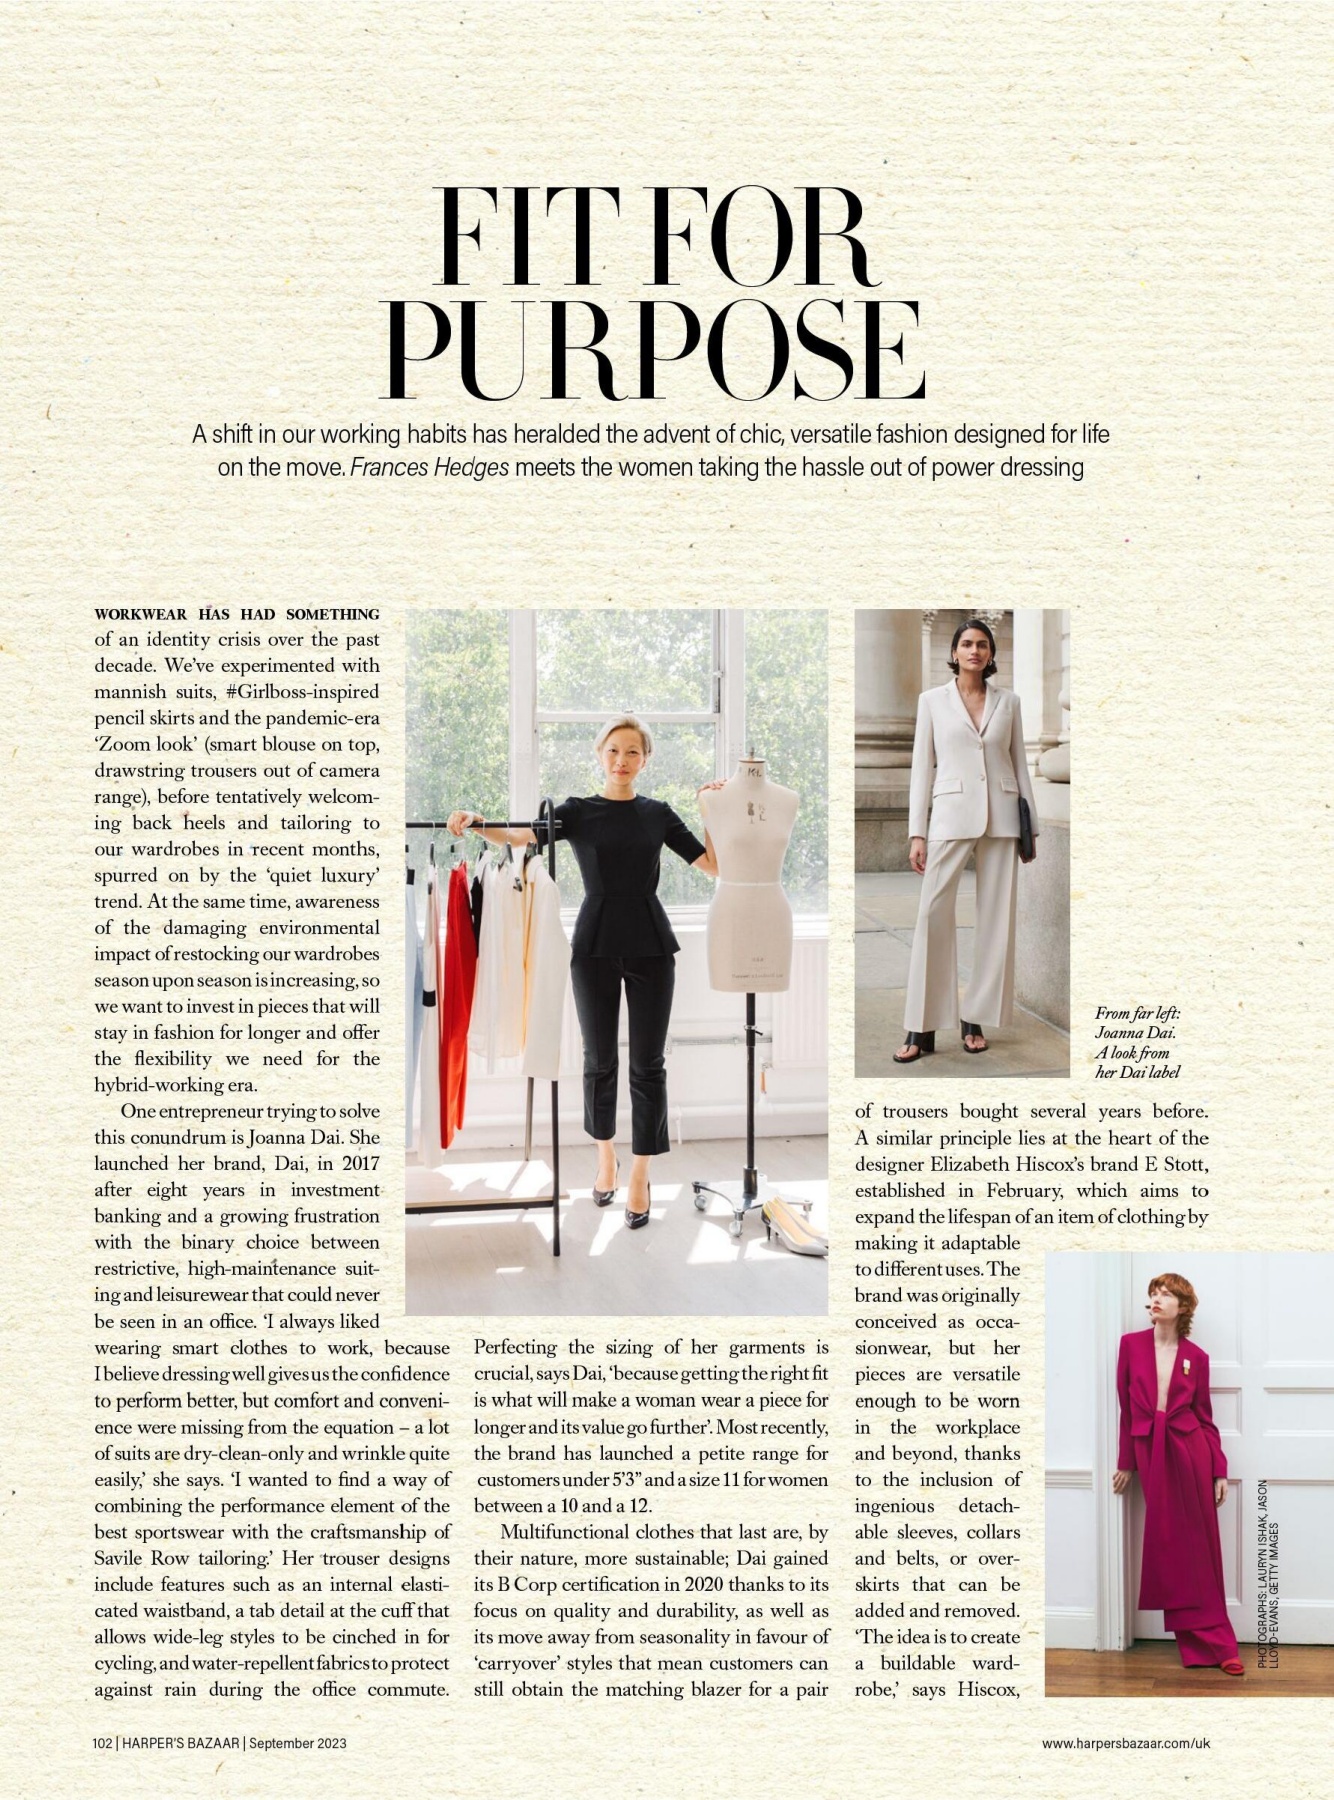 FIT FOR
PURPOSE
A shift in our working habits has heralded the advent of chic, versatile fashion designed for life
on the move. Frances Hedges meets the women taking the hassle out of power dressing
WORKWEAR HAS HAD SOMETHING
of an identity crisis over the past
decade. We’ve experimented with
mannish suits, #Girlboss-inspired
pencil skirts and the pandemic-era
‘Zoom look’ (smart blouse on top,
drawstring trousers out of camera
range), before tentatively welcom-
ing back heels and tailoring to
our wardrobes in recent months,
spurred on by the ‘quiet luxury’
trend. At the same time, awareness
of the damaging environmental
impact of restocking our wardrobes
season upon season is increasing, so
we want to invest in pieces that will
stay in fashion for longer and offer
the flexibility we need for the
hybrid-working era.
One entrepreneur trying to solve
this conundrum is Joanna Dai. She
launched her brand, Dai, in 2017
after eight years in investment
banking and a growing frustration
with the binary choice between
restrictive, high-maintenance suit-
ing and leisurewear that could never
be seen in an office. ‘I always liked
wearing smart clothes to work, because
I believe dressing well gives us the confidence
to perform better, but comfort and conveni-
ence were missing from the equation – a lot
of suits are dry-clean-only and wrinkle quite
easily,’ she says. ‘I wanted to find a way of
combining the performance element of the
best sportswear with the craftsmanship of
Savile Row tailoring.’ Her trouser designs
include features such as an internal elasti-
cated waistband, a tab detail at the cuff that
allows wide-leg styles to be cinched in for
cycling, and water-repellent fabrics to protect
against rain during the office commute.
Perfecting the sizing of her garments is
crucial, says Dai, ‘because getting the right fit
is what will make a woman wear a piece for
longer and its value go further’. Most recently,
the brand has launched a petite range for
customers under 5’3” and a size 11 for women
between a 10 and a 12.
Multifunctional clothes that last are, by
their nature, more sustainable; Dai gained
its B Corp certification in 2020 thanks to its
focus on quality and durability, as well as
its move away from seasonality in favour of
‘carryover’ styles that mean customers can
still obtain the matching blazer for a pair
From far left:
Joanna Dai.
A look from
her Dai label
of trousers bought several years before.
A similar principle lies at the heart of the
designer Elizabeth Hiscox’s brand E Stott,
established in February, which aims to
expand the lifespan of an item of clothing by
making it adaptable
to different uses. The
brand was originally
conceived as occa-
sionwear, but her
pieces are versatile
enough to be worn
in the workplace
and beyond, thanks
to the inclusion of
ingenious detach-
able sleeves, collars
and belts, or over-
skirts that can be
added and removed.
‘The idea is to create
a buildable ward-
robe,’ says Hiscox,
PHOTOGRAPHS: LAURYN ISHAK, JASON
LLOYD-EVANS, GETTY IMAGES
102 | HARPER’S BAZAAR | September 2023
www.harpersbazaar.com/uk